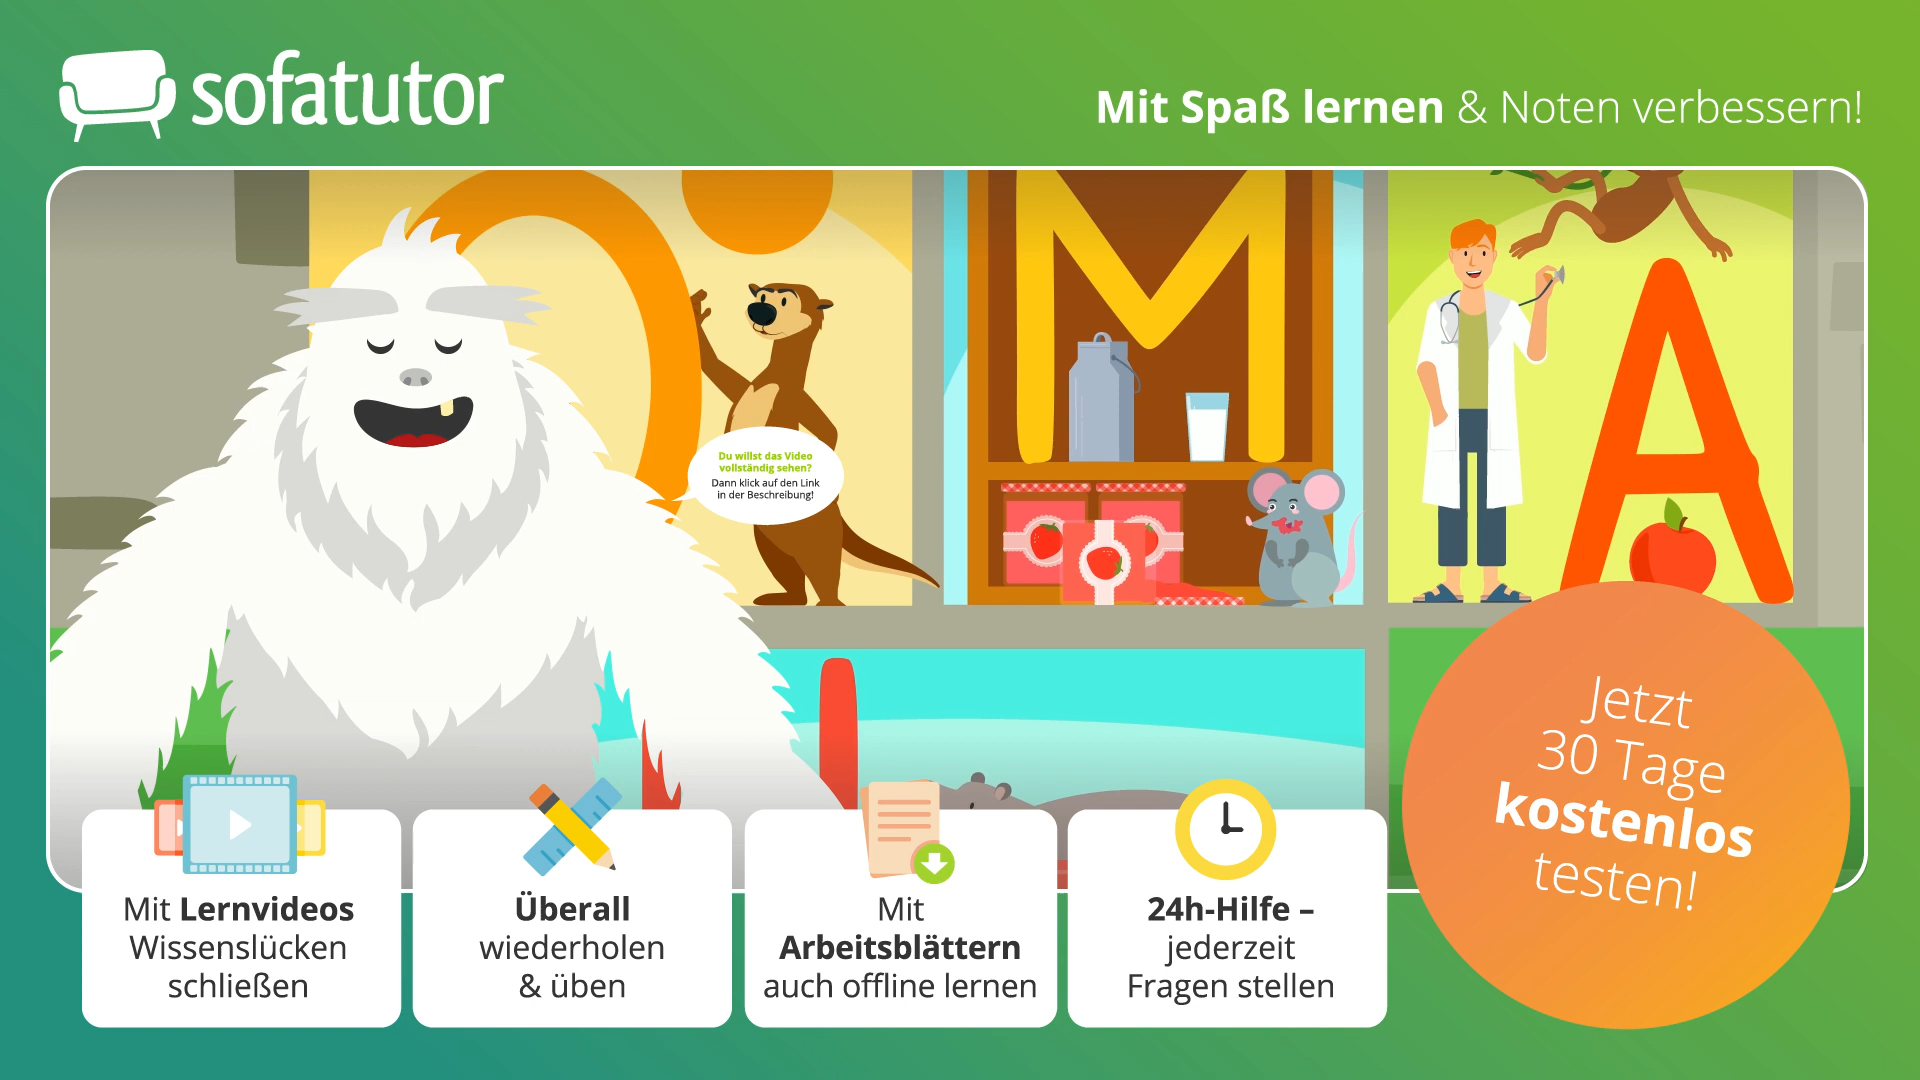 sofatutor
Mit Spaß lernen & Noten verbessern!
M
A
Du willst das Video
vollständig sehen?
Dann klick auf den Link
in der Beschreibung!
Jetzt
30 Tage
kostenlos
testen!
Mit Lernvideos
Wissenslücken
schließen
Überall
wiederholen
& üben
Mit
Arbeitsblättern
auch offline lernen
24h-Hilfe –
jederzeit
Fragen stellen